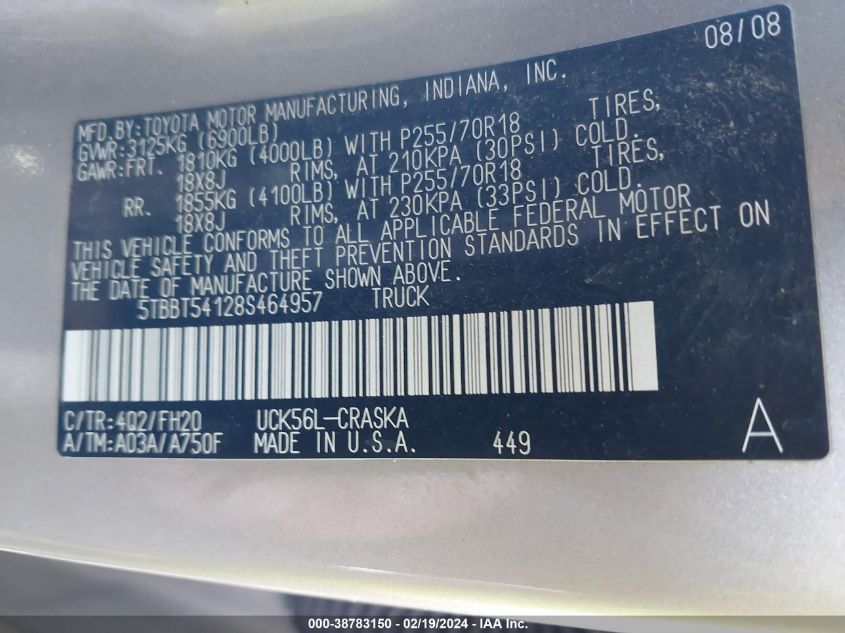 08/08
MFD.BY:TOYOTA MOTOR MANUFACTURING, INDIANA, INC.
GVWR:3125KG (6900LB)
GAWR:FRT. 1810KG (4000LB) WITH P255/70R18 TIRES,
18X8J RIMS, AT 210KPA (30PSI) COLD.
RR. 1855KG (4100LB) WITH P255/70R18 TIRES,
18X8J RIMS, AT 230KPA (33PSI) COLD.
THIS VEHICLE CONFORMS TO ALL APPLICABLE FEDERAL MOTOR
VEHICLE SAFETY AND THEFT PREVENTION STANDARDS IN EFFECT ON
THE DATE OF MANUFACTURE SHOWN ABOVE.
5TBBT54128S464957 TRUCK
C/TR:4Q2/FH20 UCK56L-CRASKA
A/TM:A03A/A750F MADE IN U.S.A. 449 A
000-38783150 - 02/19/2024 - IAA Inc.